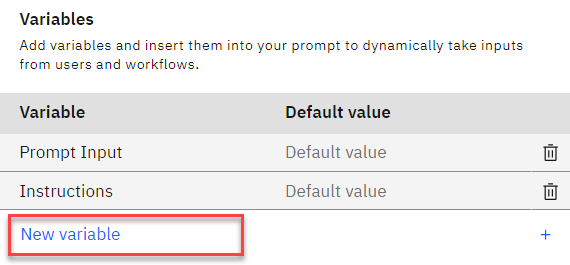 Variables
Add variables and insert them into your prompt to dynamically take inputs
from users and workflows.
Variable Default value
Prompt Input Default value
Instructions Default value
New variable +